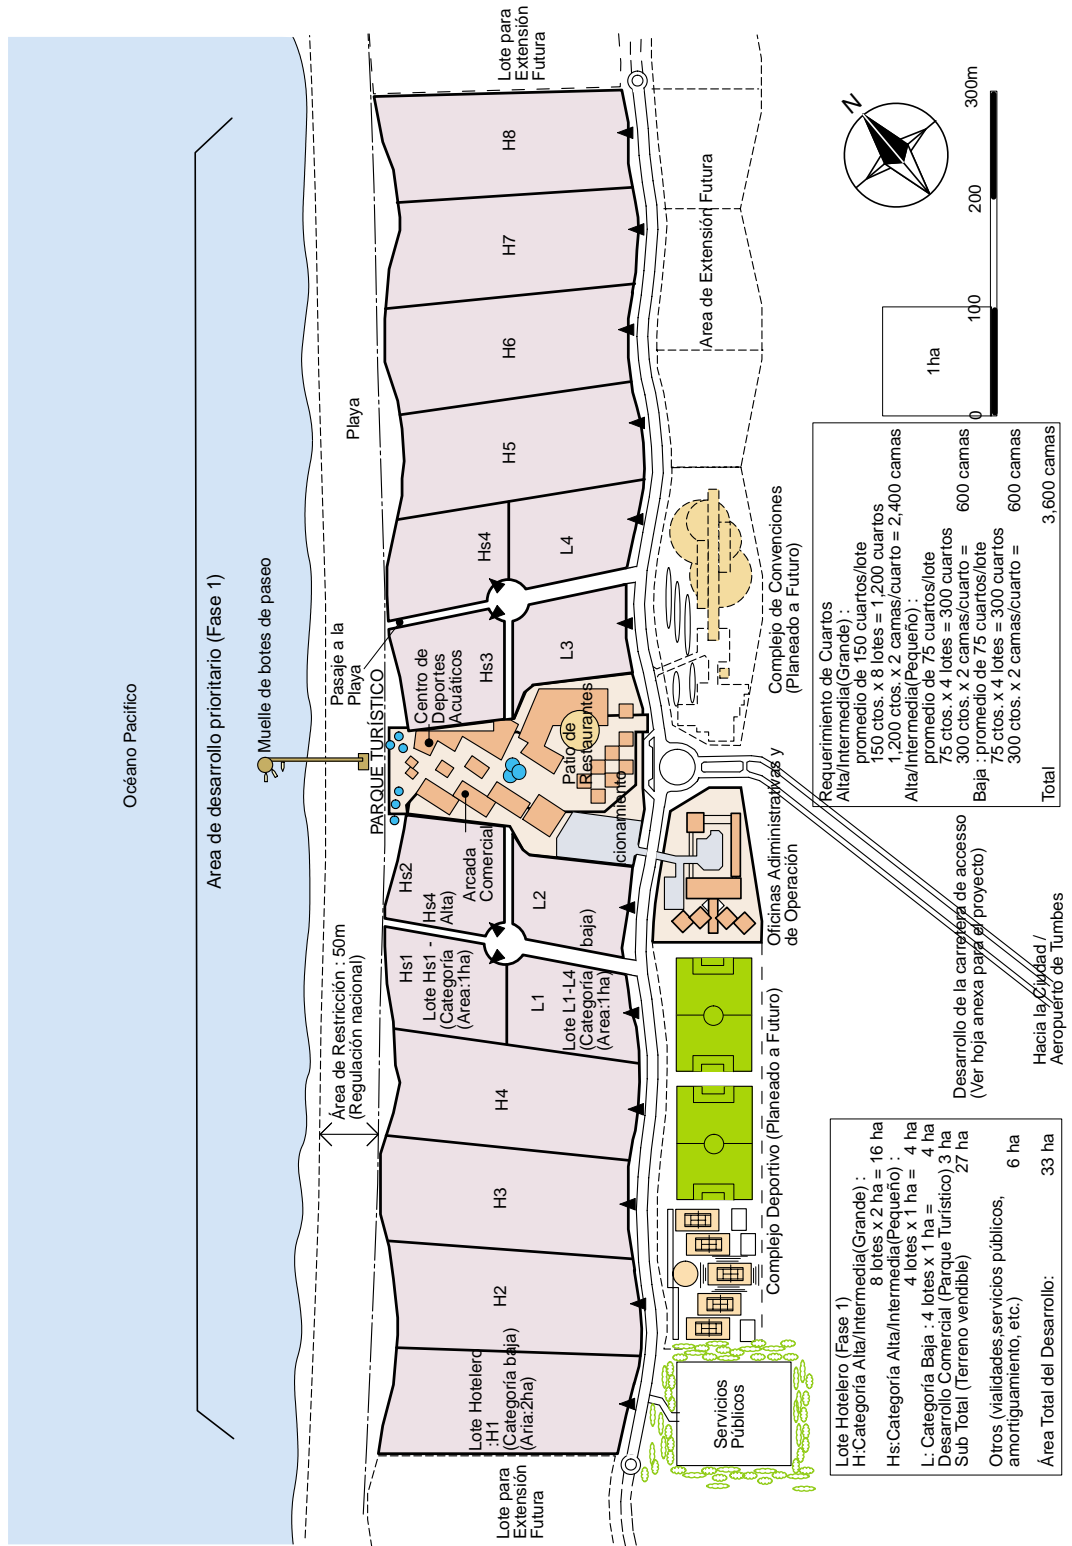 Océano Pacífico
Area de desarrollo prioritario (Fase 1)
Muelle de botes de paseo
Área de Restricción : 50m
(Regulación nacional)
Playa
Pasaje a la
Playa
PARQUE TURÍSTICO
Lote para
Extensión
Futura
Lote Hotelero
:H1
(Categoría baja)
(Aria:2ha)
H2
H3
H4
Hs1
Lote Hs1 -
Hs4
(Categoría
Alta)
(Area:1ha)
Hs2
L1
Lote L1-L4
(Categoría
baja)
(Area:1ha)
L2
Arcada
Comercial
Centro de
Deportes
Acuáticos
Patio de
Restaurantes
cionamiento
Hs3
L3
Hs4
L4
H5
H6
H7
H8
Lote para
Extensión
Futura
Servicios
Públicos
Complejo Deportivo (Planeado a Futuro)
Oficinas Adiministrativas y
de Operación
Complejo de Convenciones
(Planeado a Futuro)
Area de Extensión Futura
Desarrollo de la carretera de accesso
(Ver hoja anexa para el proyecto)
Hacia la Ciudad /
Aeropuerto de Tumbes
Lote Hotelero (Fase 1)
H:Categoría Alta/Intermedia(Grande) :
8 lotes x 2 ha = 16 ha
Hs:Categoría Alta/Intermedia(Pequeño) :
4 lotes x 1 ha = 4 ha
L: Categoría Baja : 4 lotes x 1 ha = 4 ha
Desarrollo Comercial (Parque Turístico) 3 ha
Sub Total (Terreno vendible) 27 ha
Otros (vialidades,servicios públicos,
amortiguamiento, etc.) 6 ha
Área Total del Desarrollo: 33 ha
Requerimiento de Cuartos
Alta/Intermedia(Grande) :
promedio de 150 cuartos/lote
150 ctos. x 8 lotes = 1,200 cuartos
1,200 ctos. x 2 camas/cuarto = 2,400 camas
Alta/Intermedia(Pequeño) :
promedio de 75 cuartos/lote
75 ctos. x 4 lotes = 300 cuartos
300 ctos. x 2 camas/cuarto = 600 camas
Baja : promedio de 75 cuartos/lote
75 ctos. x 4 lotes = 300 cuartos
300 ctos. x 2 camas/cuarto = 600 camas
Total 3,600 camas
1ha
0 100 200 300m
N